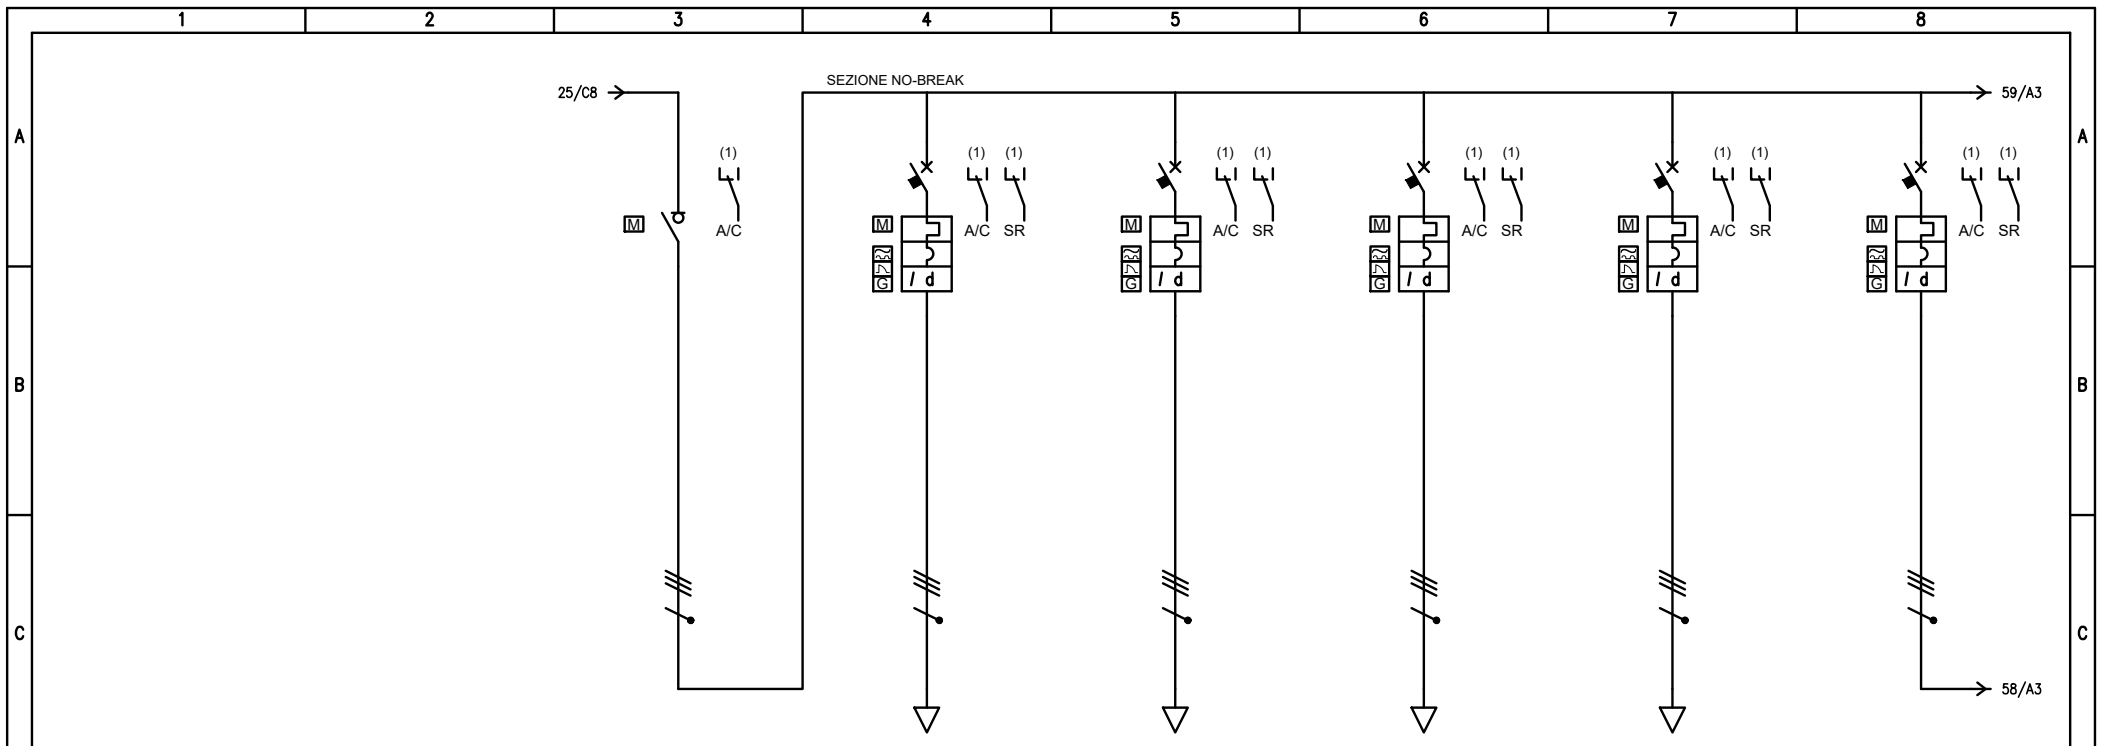 1 2 3 4 5 6 7 8
SEZIONE NO-BREAK
25/C8 59/A3
A A
(1) (1) (1) (1) (1) (1) (1) (1) (1) (1) (1)
M A/C M A/C SR M A/C SR M A/C SR M A/C SR M A/C SR
I d I d I d I d I d
G G G G G
B B
C C
58/A3